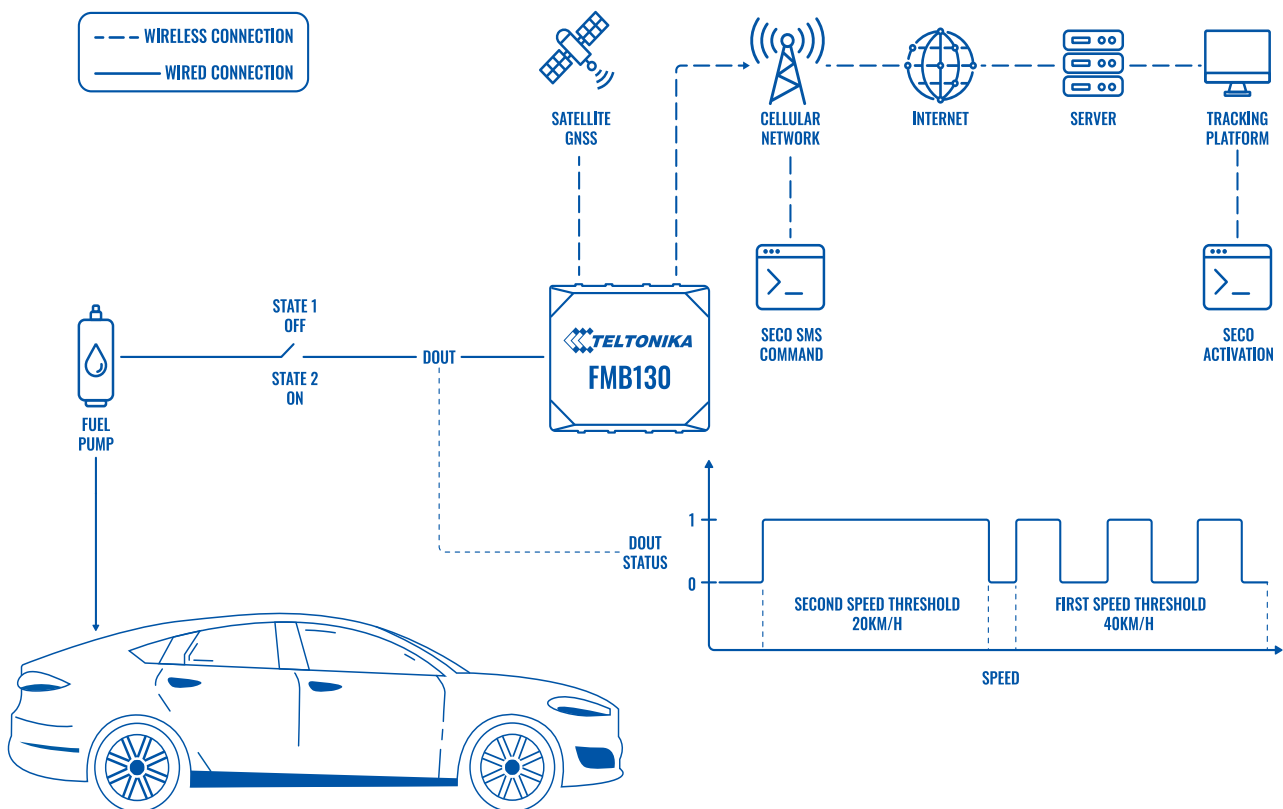 WIRELESS CONNECTION
WIRED CONNECTION
SATELLITE
GNSS
CELLULAR
NETWORK
INTERNET
SERVER
TRACKING
PLATFORM
SECO SMS
COMMAND
SECO
ACTIVATION
STATE 1
OFF
STATE 2
ON
DOUT
TELTONIKA
FMB130
FUEL
PUMP
DOUT
STATUS
1
0
SECOND SPEED THRESHOLD
20KM/H
FIRST SPEED THRESHOLD
40KM/H
SPEED